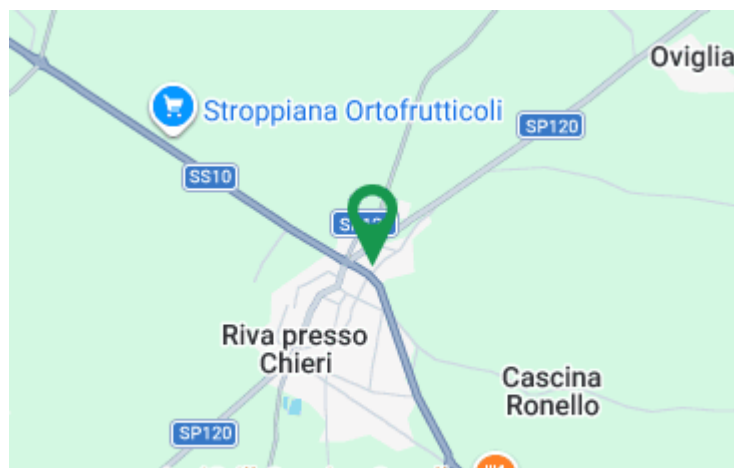 Oviglia
Stroppiana Ortofrutticoli
SP120
SS10
Riva presso
Chieri
Cascina
Ronello
SP120